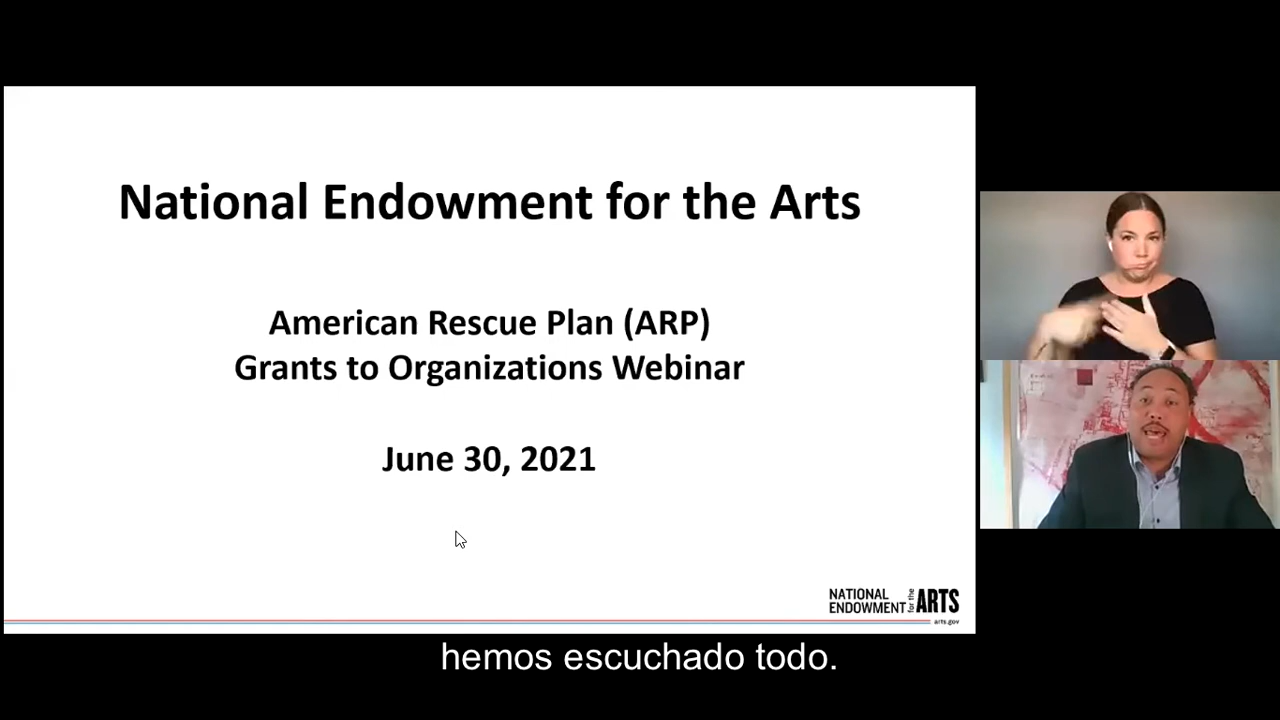 National Endowment for the Arts
American Rescue Plan (ARP)
Grants to Organizations Webinar
June 30, 2021
NATIONAL
ENDOWMENT for the ARTS
arts.gov
hemos escuchado todo.